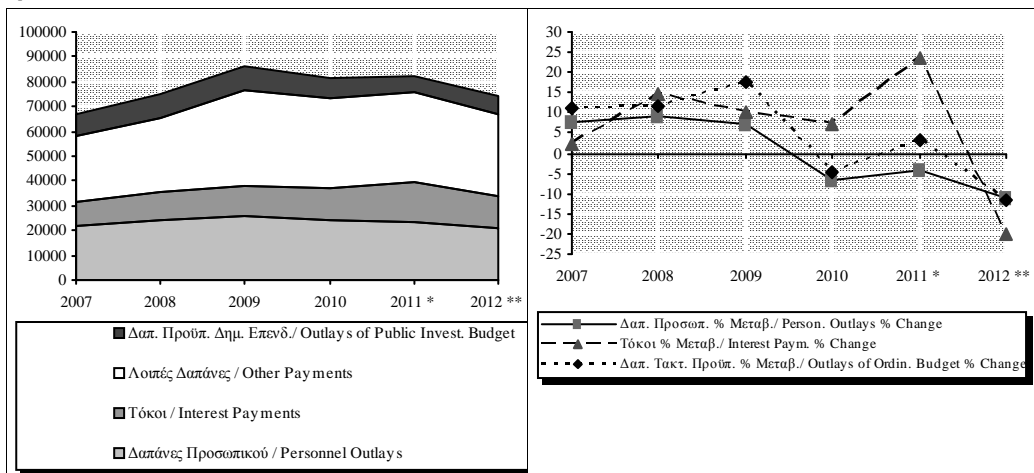 100000
90000
80000
70000
60000
50000
40000
30000
20000
10000
0
2007 2008 2009 2010 2011 * 2012 **
Δαπ. Προϋπ. Δημ. Επενδ./ Outlays of Public Invest. Budget
Λοιπές Δαπάνες / Other Payments
Τόκοι / Interest Payments
Δαπάνες Προσωπικού / Personnel Outlays
30
25
20
15
10
5
0
-5
-10
-15
-20
-25
2007 2008 2009 2010 2011 * 2012 **
Δαπ. Προσωπ. % Μεταβ./ Person. Outlays % Change
Τόκοι % Μεταβ./ Interest Paym. % Change
Δαπ. Τακτ. Προϋπ. % Μεταβ./ Outlays of Ordin. Budget % Change